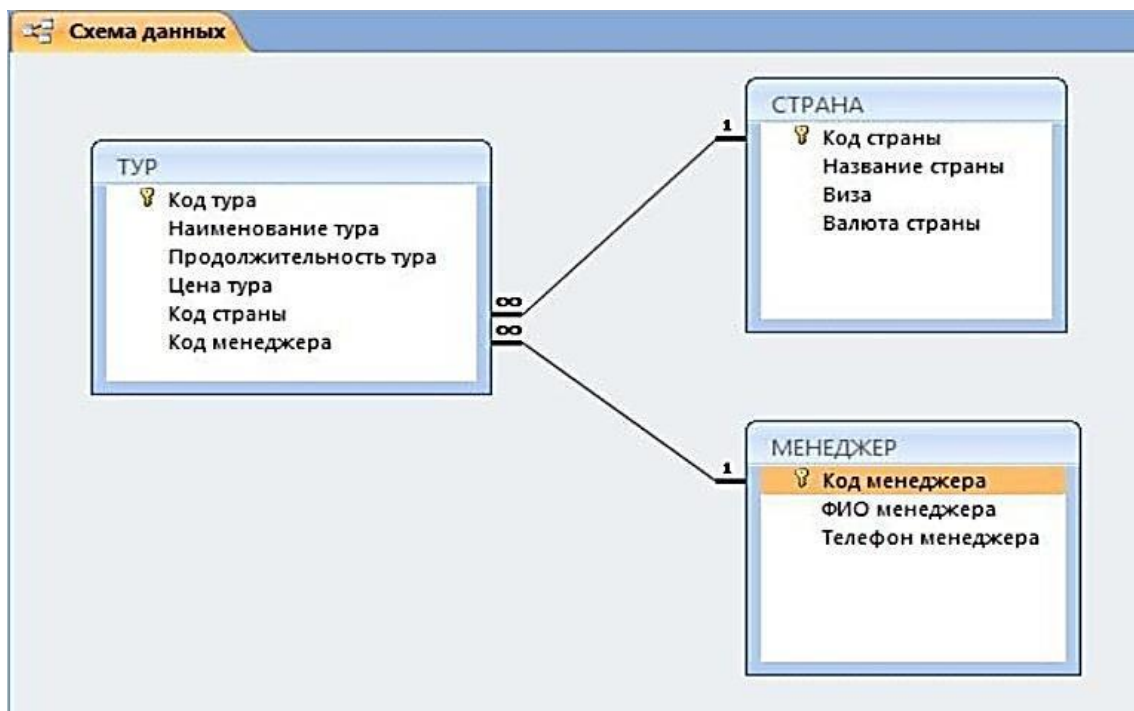 Схема данных
ТУР
Код тура
Наименование тура
Продолжительность тура
Цена тура
Код страны
Код менеджера
∞
∞
1
СТРАНА
Код страны
Название страны
Виза
Валюта страны
1
МЕНЕДЖЕР
Код менеджера
ФИО менеджера
Телефон менеджера